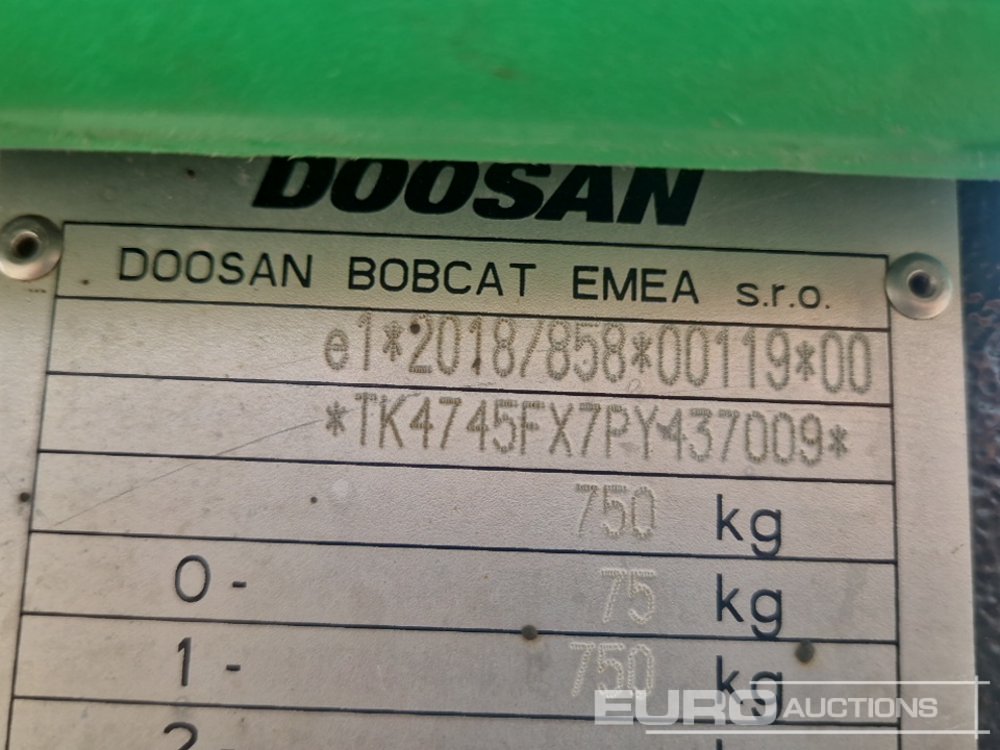 DOOSAN
DOOSAN BOBCAT EMEA s.r.o.
e1*2018/858*00119*00
*TK4745FX7PY437009*
750 kg
0- 75 kg
1- 750 kg
2-
EURO AUCTIONS